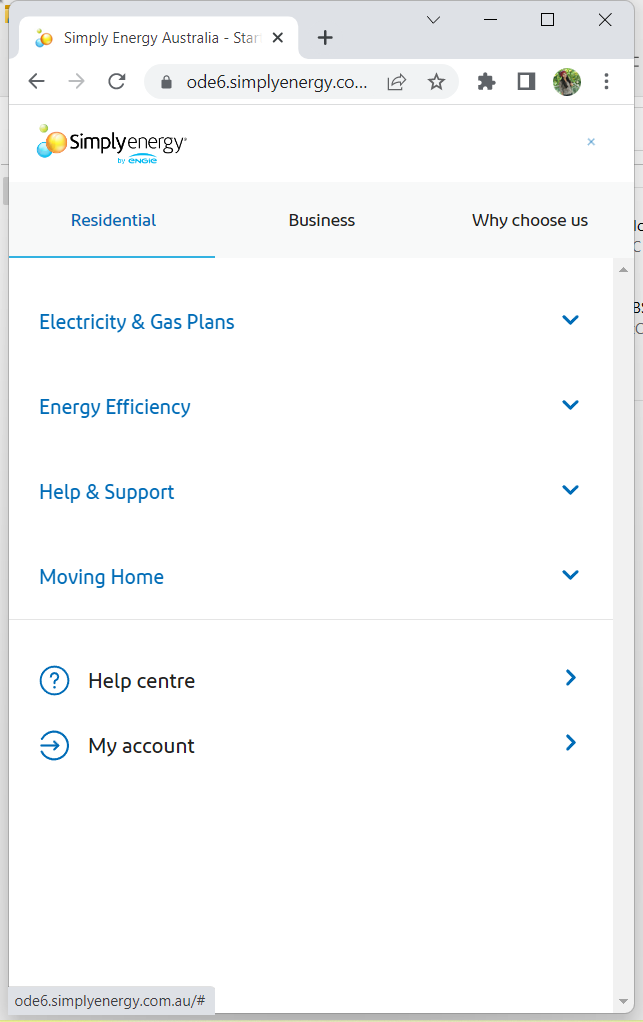 Simply Energy Australia - Star
ode6.simplyenergy.co...
Simplyenergy
by ENGIE
Residential
Business
Why choose us
Electricity & Gas Plans
Energy Efficiency
Help & Support
Moving Home
Help centre
My account
ode6.simplyenergy.com.au/#